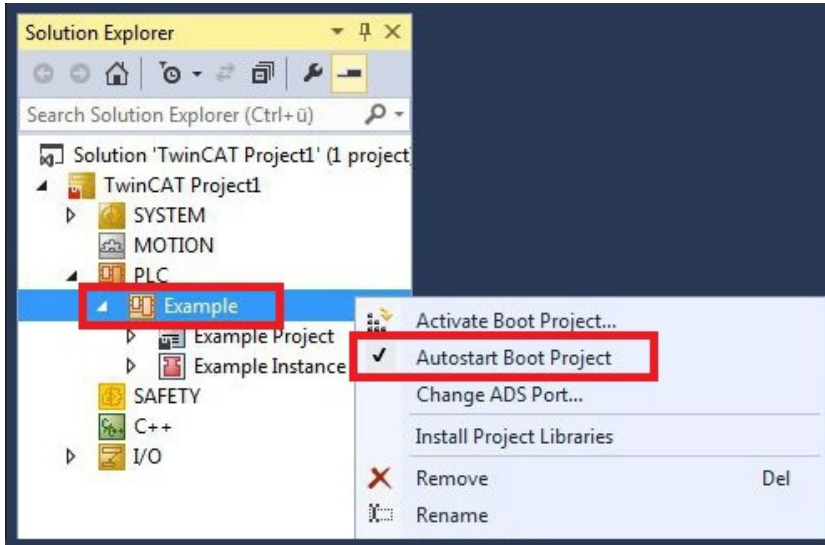 Solution Explorer
Search Solution Explorer (Ctrl+ü)
Solution 'TwinCAT Project1' (1 project
TwinCAT Project1
SYSTEM
MOTION
PLC
Example
Example Project
Example Instance
SAFETY
C++
I/O
Activate Boot Project...
Autostart Boot Project
Change ADS Port...
Install Project Libraries
Remove Del
Rename